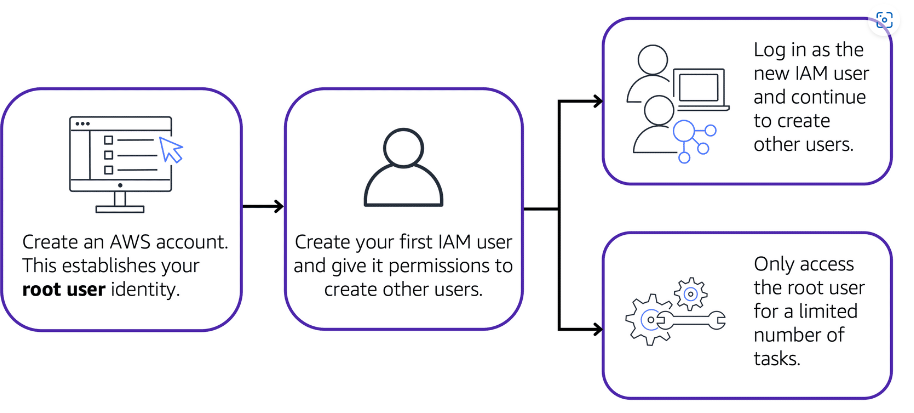 Create an AWS account.
This establishes your
root user identity.
Create your first IAM user
and give it permissions to
create other users.
Log in as the
new IAM user
and continue
to create
other users.
Only access
the root user
for a limited
number of
tasks.